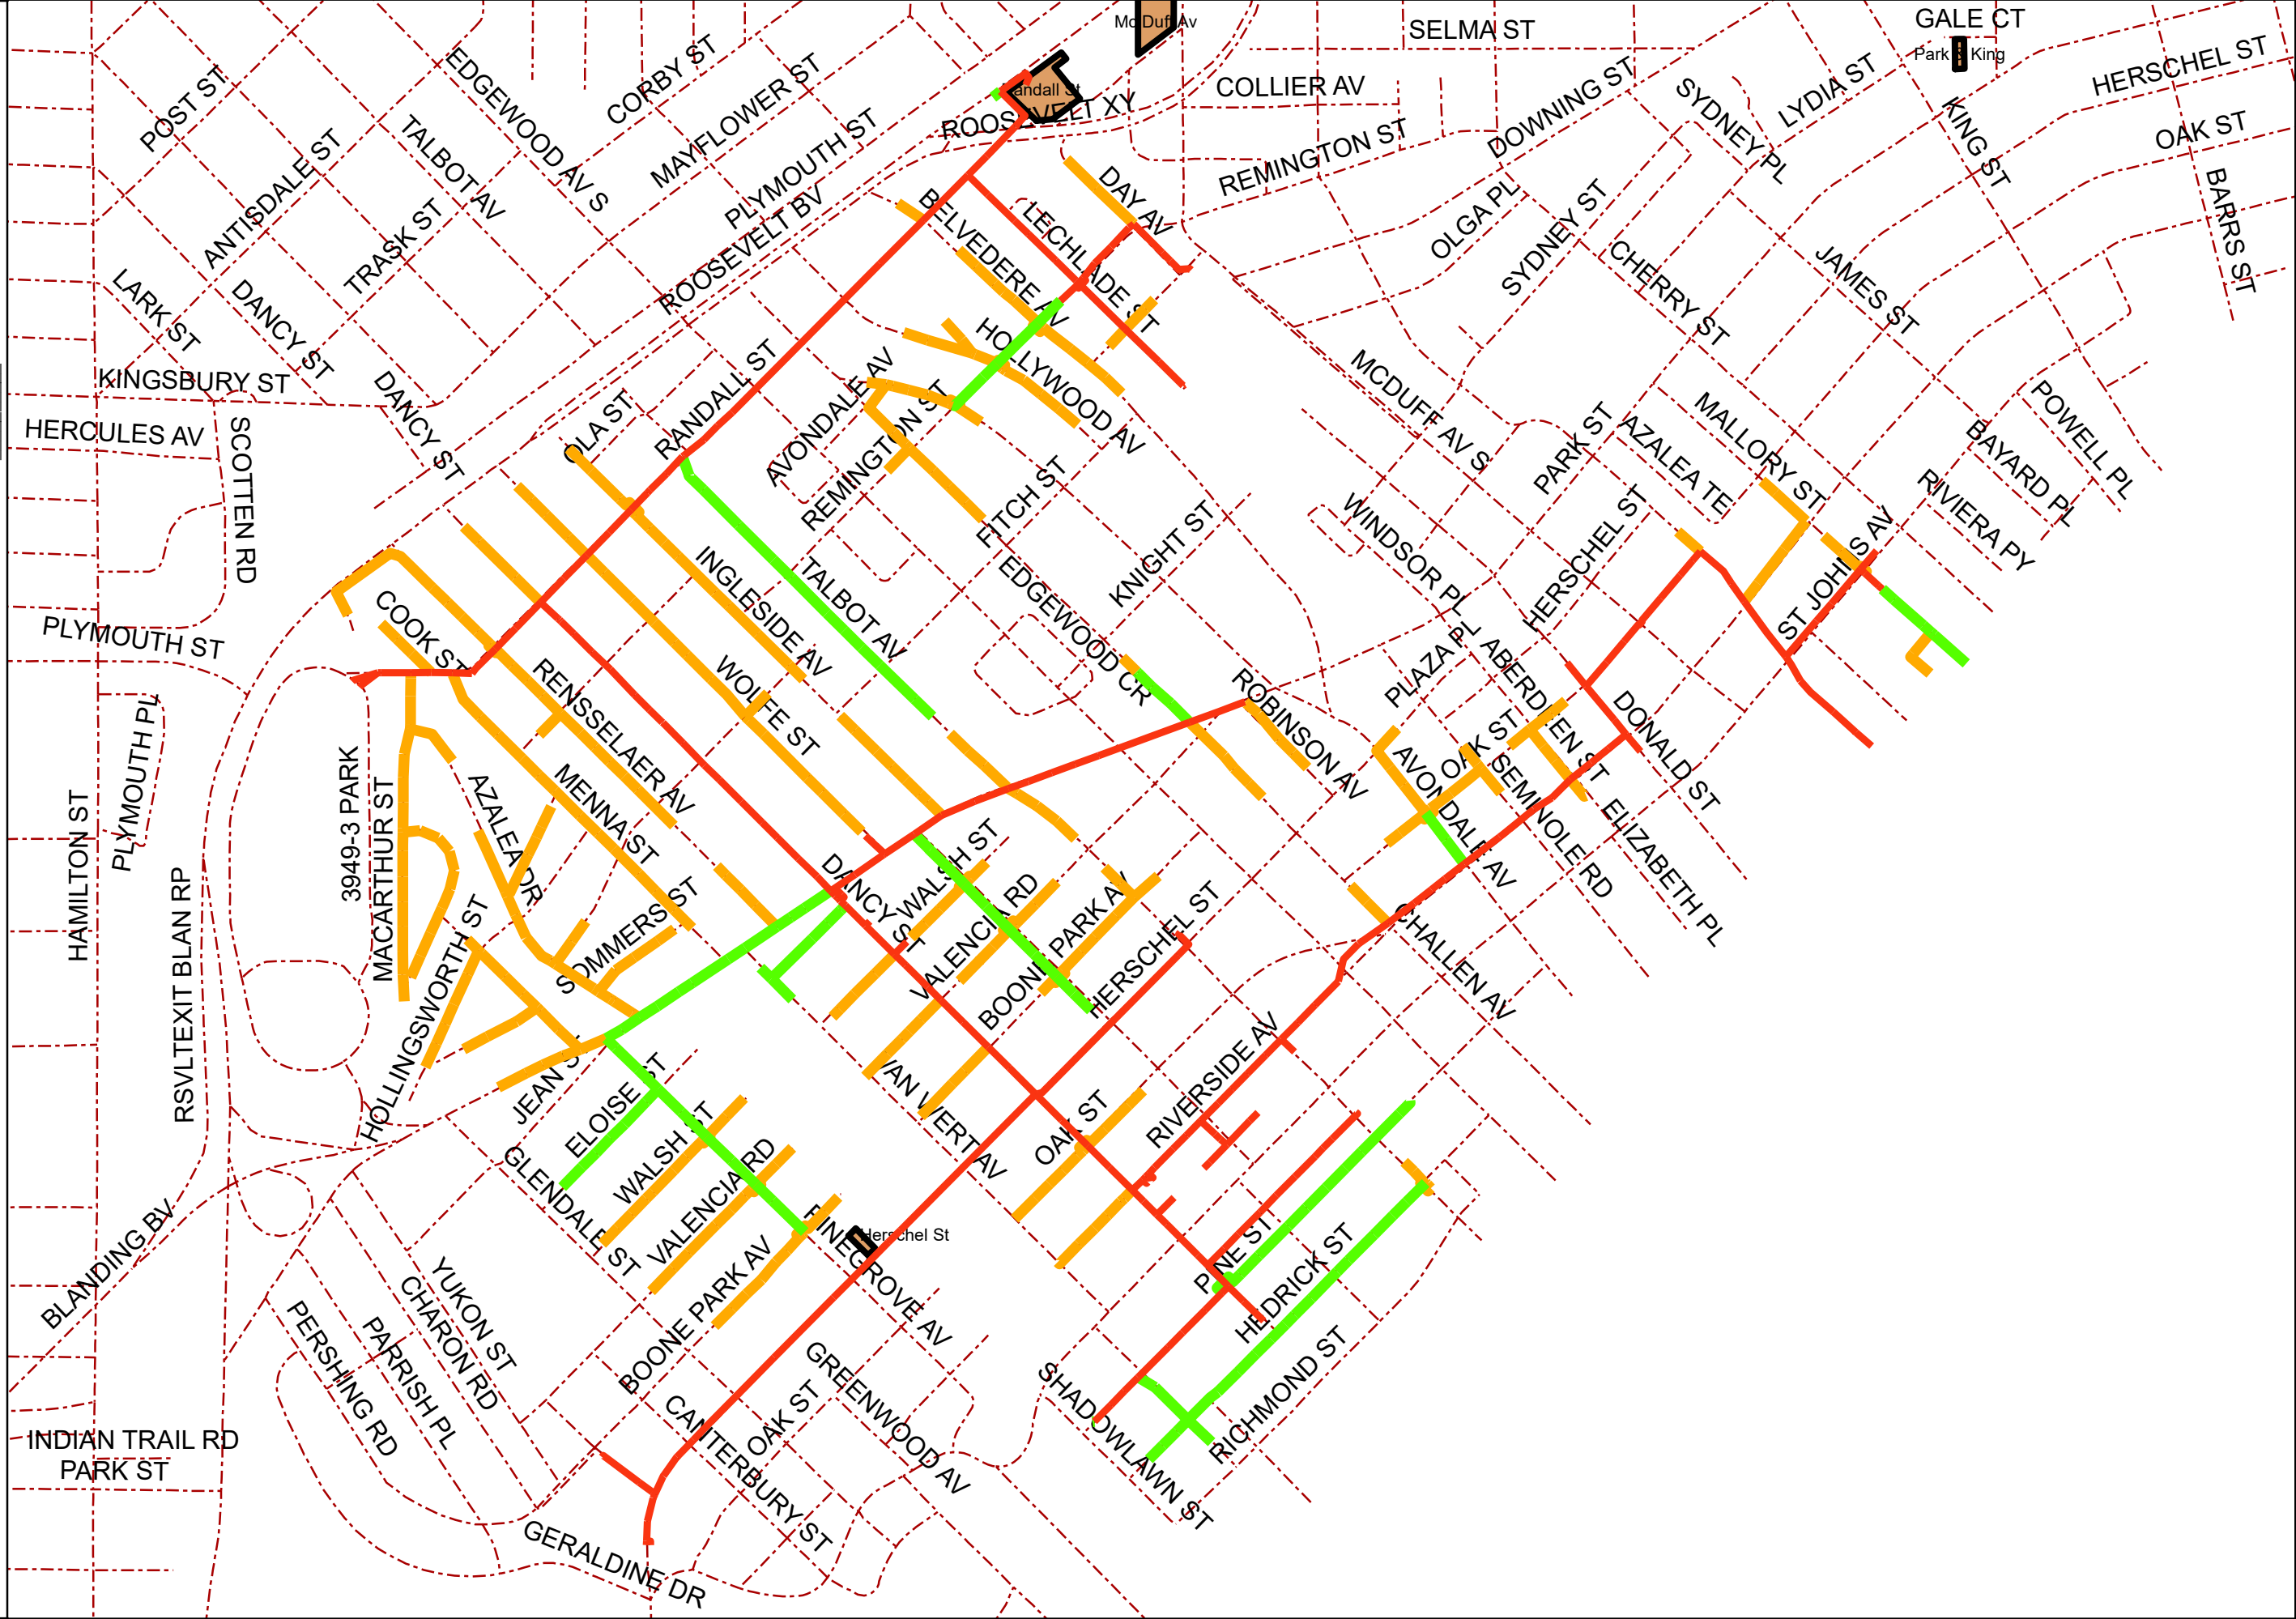 Mc Duff Av
SELMA ST
GALE CT
Park & King
HERSCHEL ST
POST ST
EDGEWOOD AV S
CORBY ST
MAYFLOWER ST
PLYMOUTH ST
Randall St
ROOSEVELT XY
COLLIER AV
DOWNING ST
SYDNEY PL
LYDIA ST
KING ST
OAK ST
BARRS ST
ANTISDALE ST
TALBOT AV
TRASK ST
ROOSEVELT BV
BELVEDERE AV
LECHLADE ST
DAY AV
REMINGTON ST
OLGA PL
SYDNEY ST
CHERRY ST
JAMES ST
LARK ST
DANCY ST
KINGSBURY ST
HERCULES AV
SCOTTEN RD
DANCY ST
OLA ST
RANDALL ST
AVONDALE AV
REMINGTON ST
HOLLYWOOD AV
FITCH ST
KNIGHT ST
MCDUFF AV S
PARK ST
AZALEA TE
MALLORY ST
POWELL PL
BAYARD PL
RIVIERA PY
ST JOHNS AV
WINDSOR PL
HERSCHEL ST
PLYMOUTH ST
COOK ST
INGLESIDE AV
TALBOT AV
EDGEWOOD CR
ROBINSON AV
PLAZA PL
ABERDEEN ST
DONALD ST
PLYMOUTH PL
HAMILTON ST
RSVLTEXIT BLAN RP
3949-3 PARK
MACARTHUR ST
AZALEA DR
RENSSELAER AV
WOLFE ST
MENNA ST
SOMMERS ST
HOLLINGSWORTH ST
DANCY ST
WALSH ST
VALENCIA RD
BOONE PARK AV
HERSCHEL ST
OAK ST
AVONDALE AV
SEMINOLE RD
ELIZABETH PL
CHALLEN AV
RIVERSIDE AV
JEAN S
ELOISE ST
WALSH ST
VALENCIA RD
BOONE PARK AV
GLENDALE ST
VAN WERT AV
OAK ST
PINEGROVE AV
Herschel St
PINE ST
HEDRICK ST
RICHMOND ST
SHADOWLAWN ST
BLANDING BV
YUKON ST
CHARON RD
PARRISH PL
PERSHING RD
GREENWOOD AV
OAK ST
CANTERBURY ST
GERALDINE DR
INDIAN TRAIL RD
PARK ST